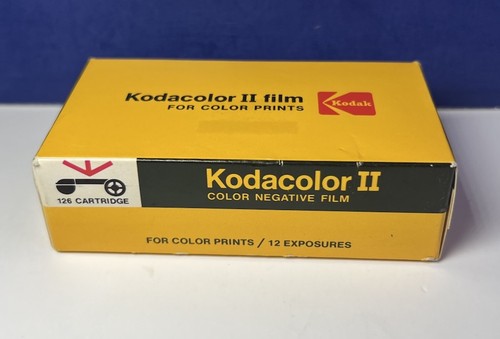 Kodacolor II film
FOR COLOR PRINTS
Kodak
126 CARTRIDGE
Kodacolor II
COLOR NEGATIVE FILM
FOR COLOR PRINTS / 12 EXPOSURES